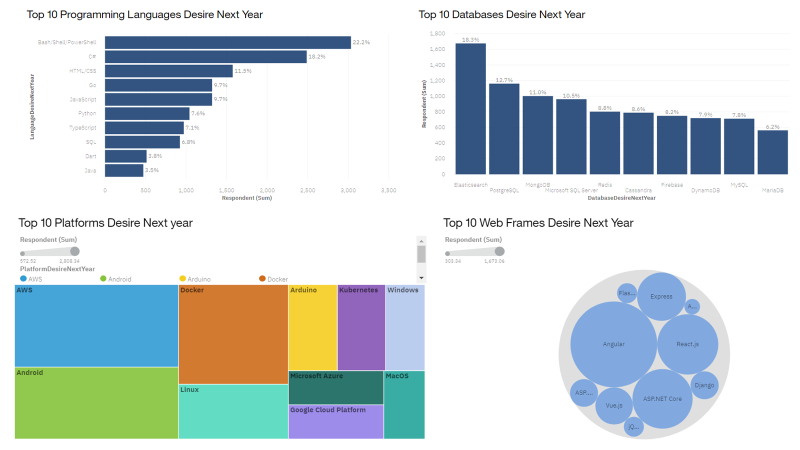 Top 10 Programming Languages Desire Next Year
LanguageDesireNextYear
Bash/Shell/PowerShell
22.2%
C#
18.2%
HTML/CSS
11.5%
Go
9.7%
JavaScript
9.7%
Python
7.6%
TypeScript
7.1%
SQL
6.8%
Dart
3.8%
Java
3.5%
0 500 1,000 1,500 2,000 2,500 3,000 3,500
Respondent (Sum)
Top 10 Databases Desire Next Year
Respondent (Sum)
1,800
1,600
1,400
1,200
1,000
800
600
400
200
0
18.3% 12.7% 11.0% 10.5% 8.8% 8.6% 8.2% 7.9% 7.8% 6.2%
Elasticsearch PostgreSQL MongoDB Microsoft SQL Server Redis Cassandra Firebase DynamoDB MySQL MariaDB
DatabaseDesireNextYear
Top 10 Platforms Desire Next year
Respondent (Sum)
PlatformDesireNextYear
AWS Android Arduino Docker
AWS
Android
Docker
Linux
Arduino
Kubernetes
Windows
Microsoft Azure
Google Cloud Platform
MacOS
Top 10 Web Frames Desire Next Year
Respondent (Sum)
Express
A...
Angular
React.js
Django
ASP.NET Core
Vue.js
jQ...
ASP....